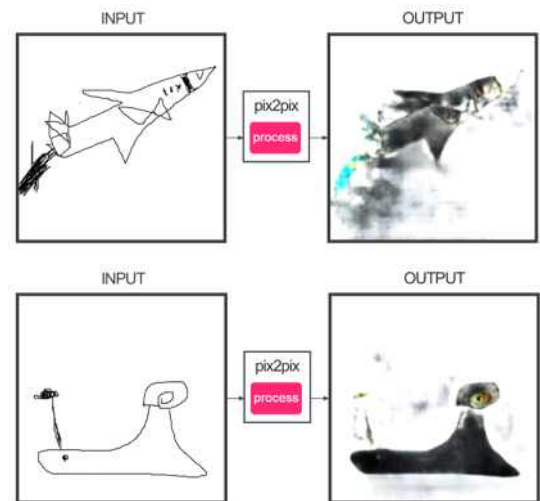 INPUT
OUTPUT
pix2pix
process
INPUT
OUTPUT
pix2pix
process